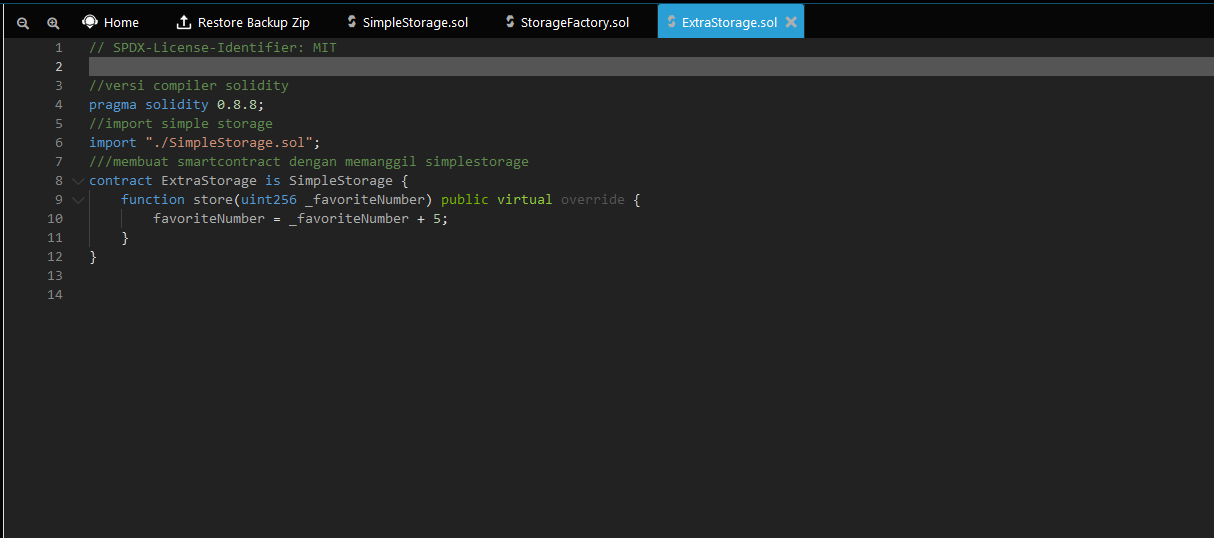 Home Restore Backup Zip SimpleStorage.sol StorageFactory.sol ExtraStorage.sol
1 // SPDX-License-Identifier: MIT
2
3 //versi compiler solidity
4 pragma solidity 0.8.8;
5 //import simple storage
6 import "./SimpleStorage.sol";
7 ///membuat smartcontract dengan memanggil simplestorage
8 contract ExtraStorage is SimpleStorage {
9 function store(uint256 _favoriteNumber) public virtual override {
10 favoriteNumber = _favoriteNumber + 5;
11 }
12 }
13
14